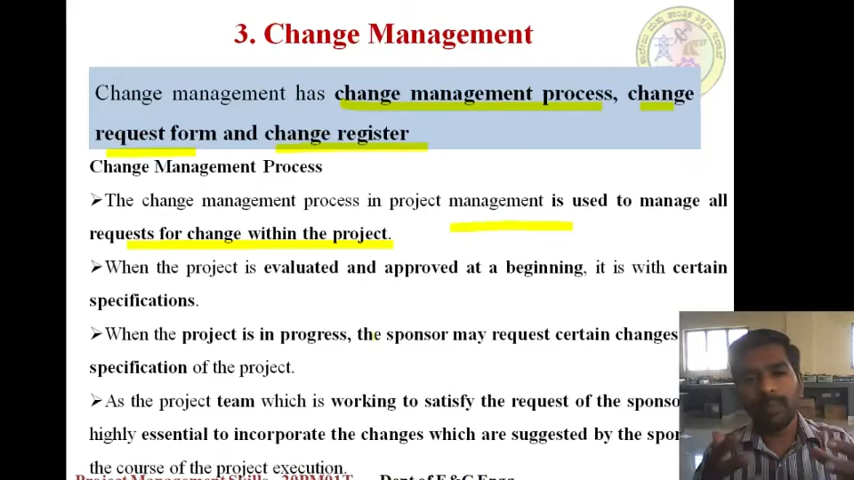 3. Change Management
Change management has change management process, change
request form and change register
Change Management Process
➢The change management process in project management is used to manage all
requests for change within the project.
➢When the project is evaluated and approved at a beginning, it is with certain
specifications.
➢When the project is in progress, the sponsor may request certain changes
specification of the project.
➢As the project team which is working to satisfy the request of the sponso
highly essential to incorporate the changes which are suggested by the spon
the course of the project execution.
Project Management Skills - 20PM01T Dept of E&C Engg